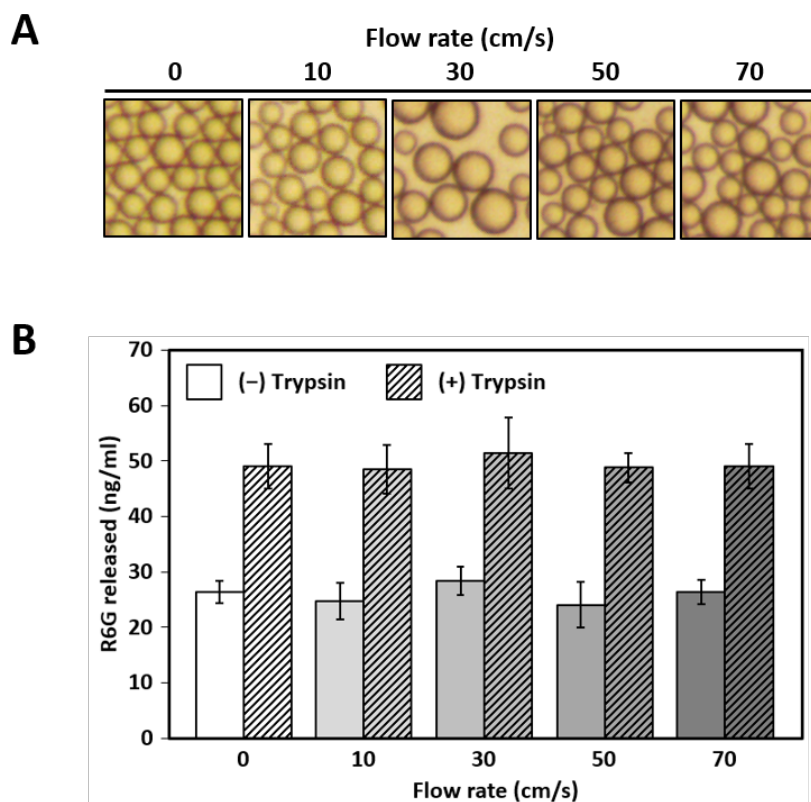 A
Flow rate (cm/s)
0 10 30 50 70
B
70
60
50
40
30
20
10
0
R6G released (ng/ml)
(−) Trypsin (+) Trypsin
0 10 30 50 70
Flow rate (cm/s)